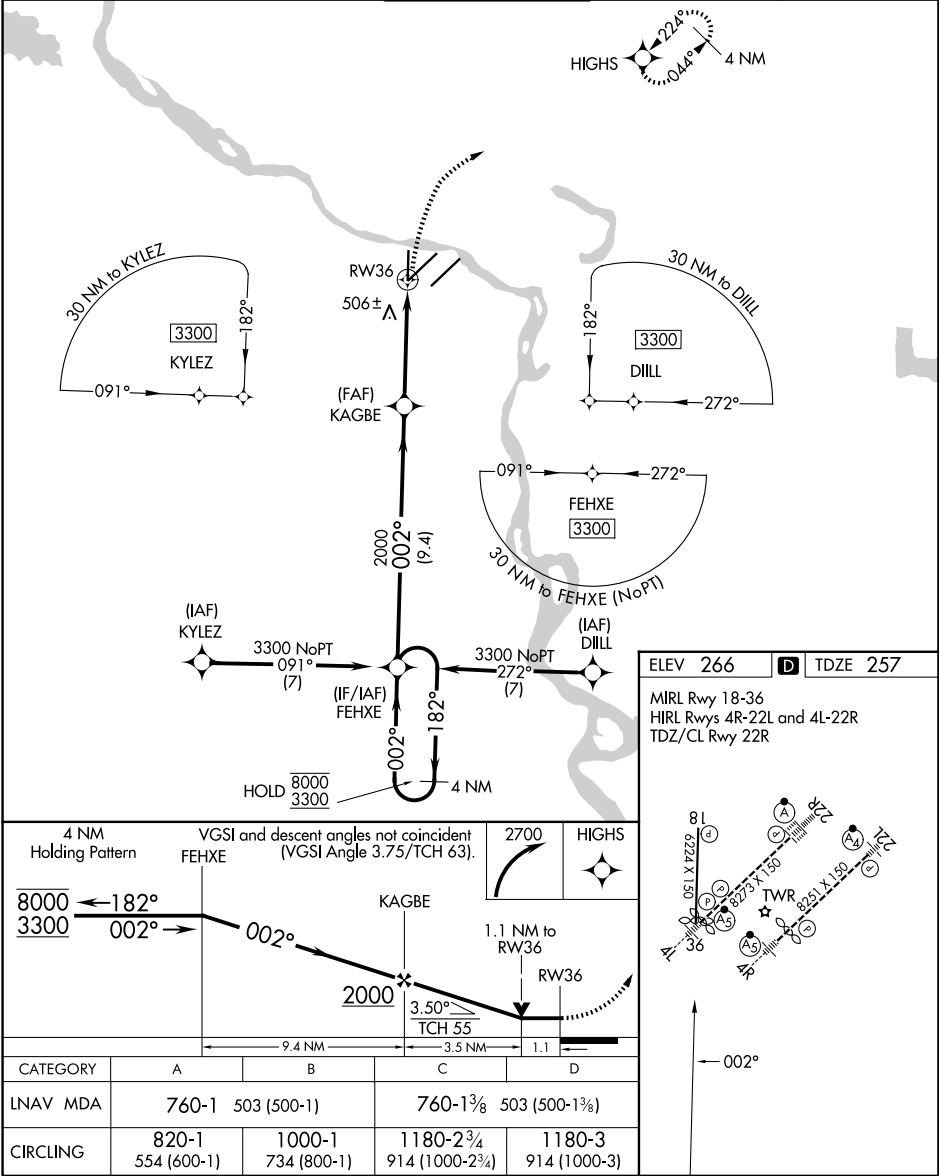 HIGHS
224°
044°
4 NM
RW36
506 ±
30 NM to KYLEZ
182°
3300
KYLEZ
091°
30 NM to DIILL
182°
3300
DIILL
272°
(FAF)
KAGBE
091°
272°
FEHXE
3300
30 NM to FEHXE (NoPT)
2000
002°
(9.4)
(IAF)
KYLEZ
3300 NoPT
091°
(7)
(IF/IAF)
FEHXE
3300 NoPT
272°
(7)
(IAF)
DIILL
002°
182°
HOLD 8000
3300
4 NM
ELEV 266 D TDZE 257
MIRL Rwy 18-36
HIRL Rwys 4R-22L and 4L-22R
TDZ/CL Rwy 22R
18
P
6224 X 150
36
4L
A
P
22R
8273 X 150
P
P
A5
A4
22L
P
8251 X 150
TWR
P
A5
4R
002°
4 NM
Holding Pattern
VGSI and descent angles not coincident
(VGSI Angle 3.75/TCH 63).
2700
HIGHS
FEHXE
8000
3300
182°
002°
002°
KAGBE
2000
3.50°
TCH 55
1.1 NM to
RW36
RW36
9.4 NM
3.5 NM
1.1
CATEGORY A B C D
LNAV MDA 760-1 503 (500-1) 760-1⅜ 503 (500-1⅜)
CIRCLING 820-1 1000-1 1180-2¾ 1180-3
554 (600-1) 734 (800-1) 914 (1000-2¾) 914 (1000-3)